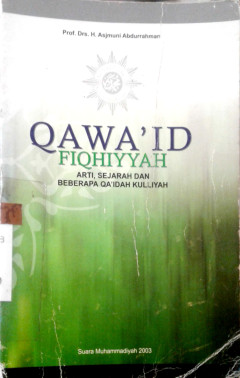 Prof. Drs. H. Asjmuni Abdurrahman
QAWA'ID
FIQHIYYAH
ARTI, SEJARAH DAN
BEBERAPA QA'IDAH KULLIYAH
Suara Muhammadiyah 2003